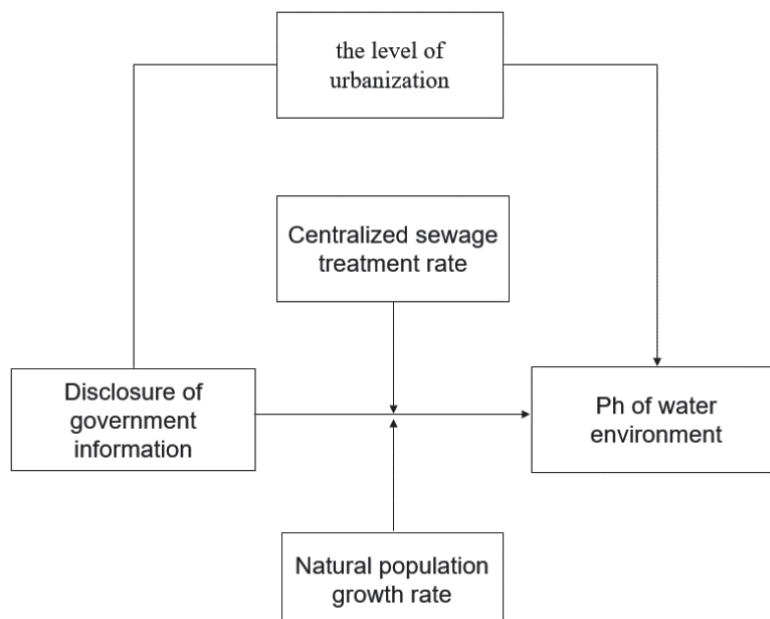 the level of
urbanization
Centralized sewage
treatment rate
Disclosure of
government
information
Ph of water
environment
Natural population
growth rate